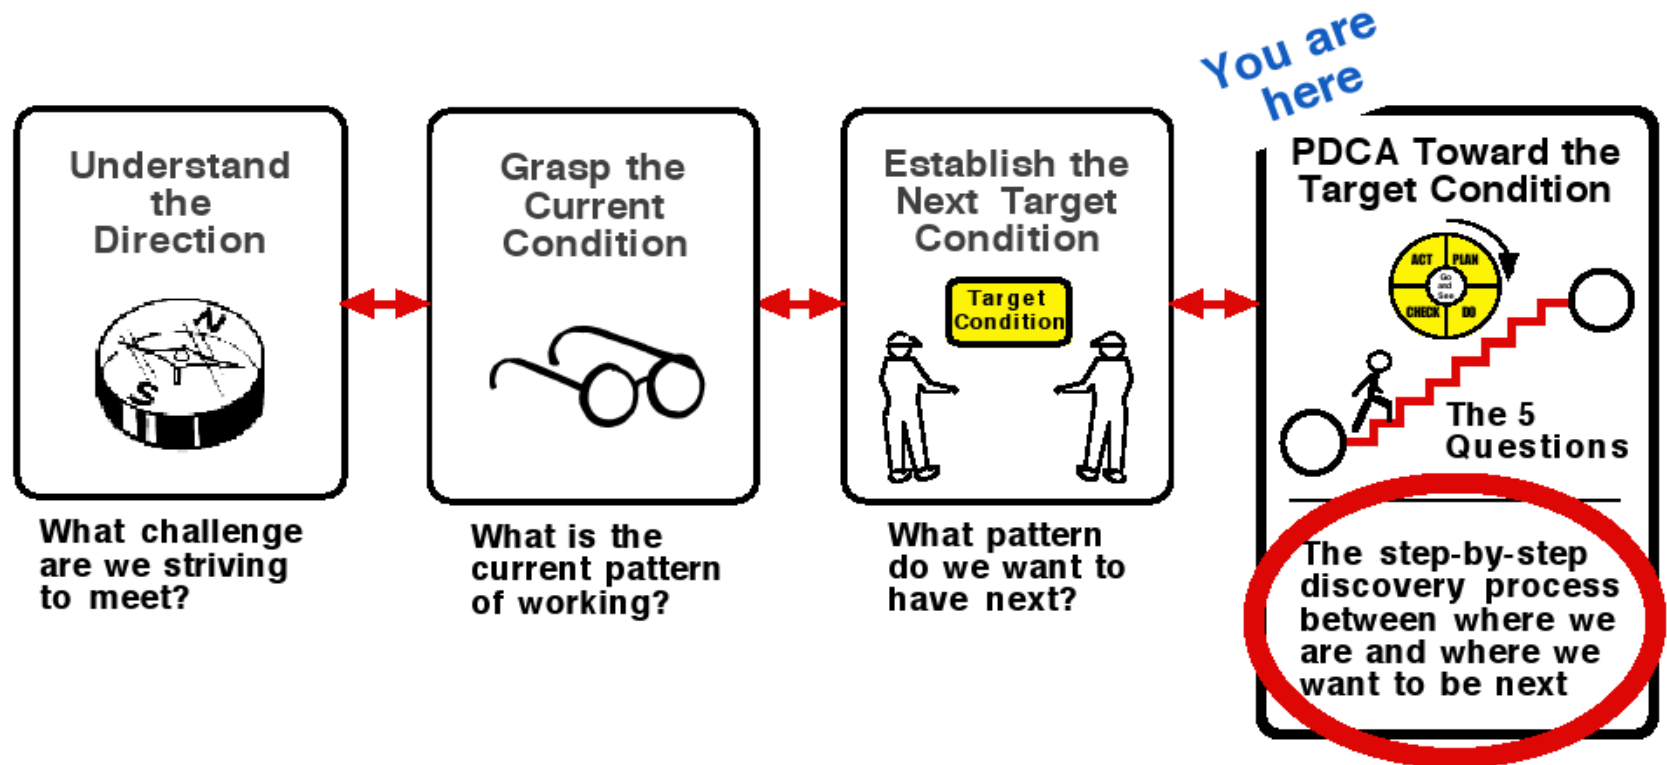 You are
here
Understand
the
Direction
N
S
What challenge
are we striving
to meet?
Grasp the
Current
Condition
What is the
current pattern
of working?
Establish the
Next Target
Condition
Target
Condition
What pattern
do we want to
have next?
PDCA Toward the
Target Condition
ACT PLAN
Go
and
See
CHECK DO
The 5
Questions
The step-by-step
discovery process
between where we
are and where we
want to be next